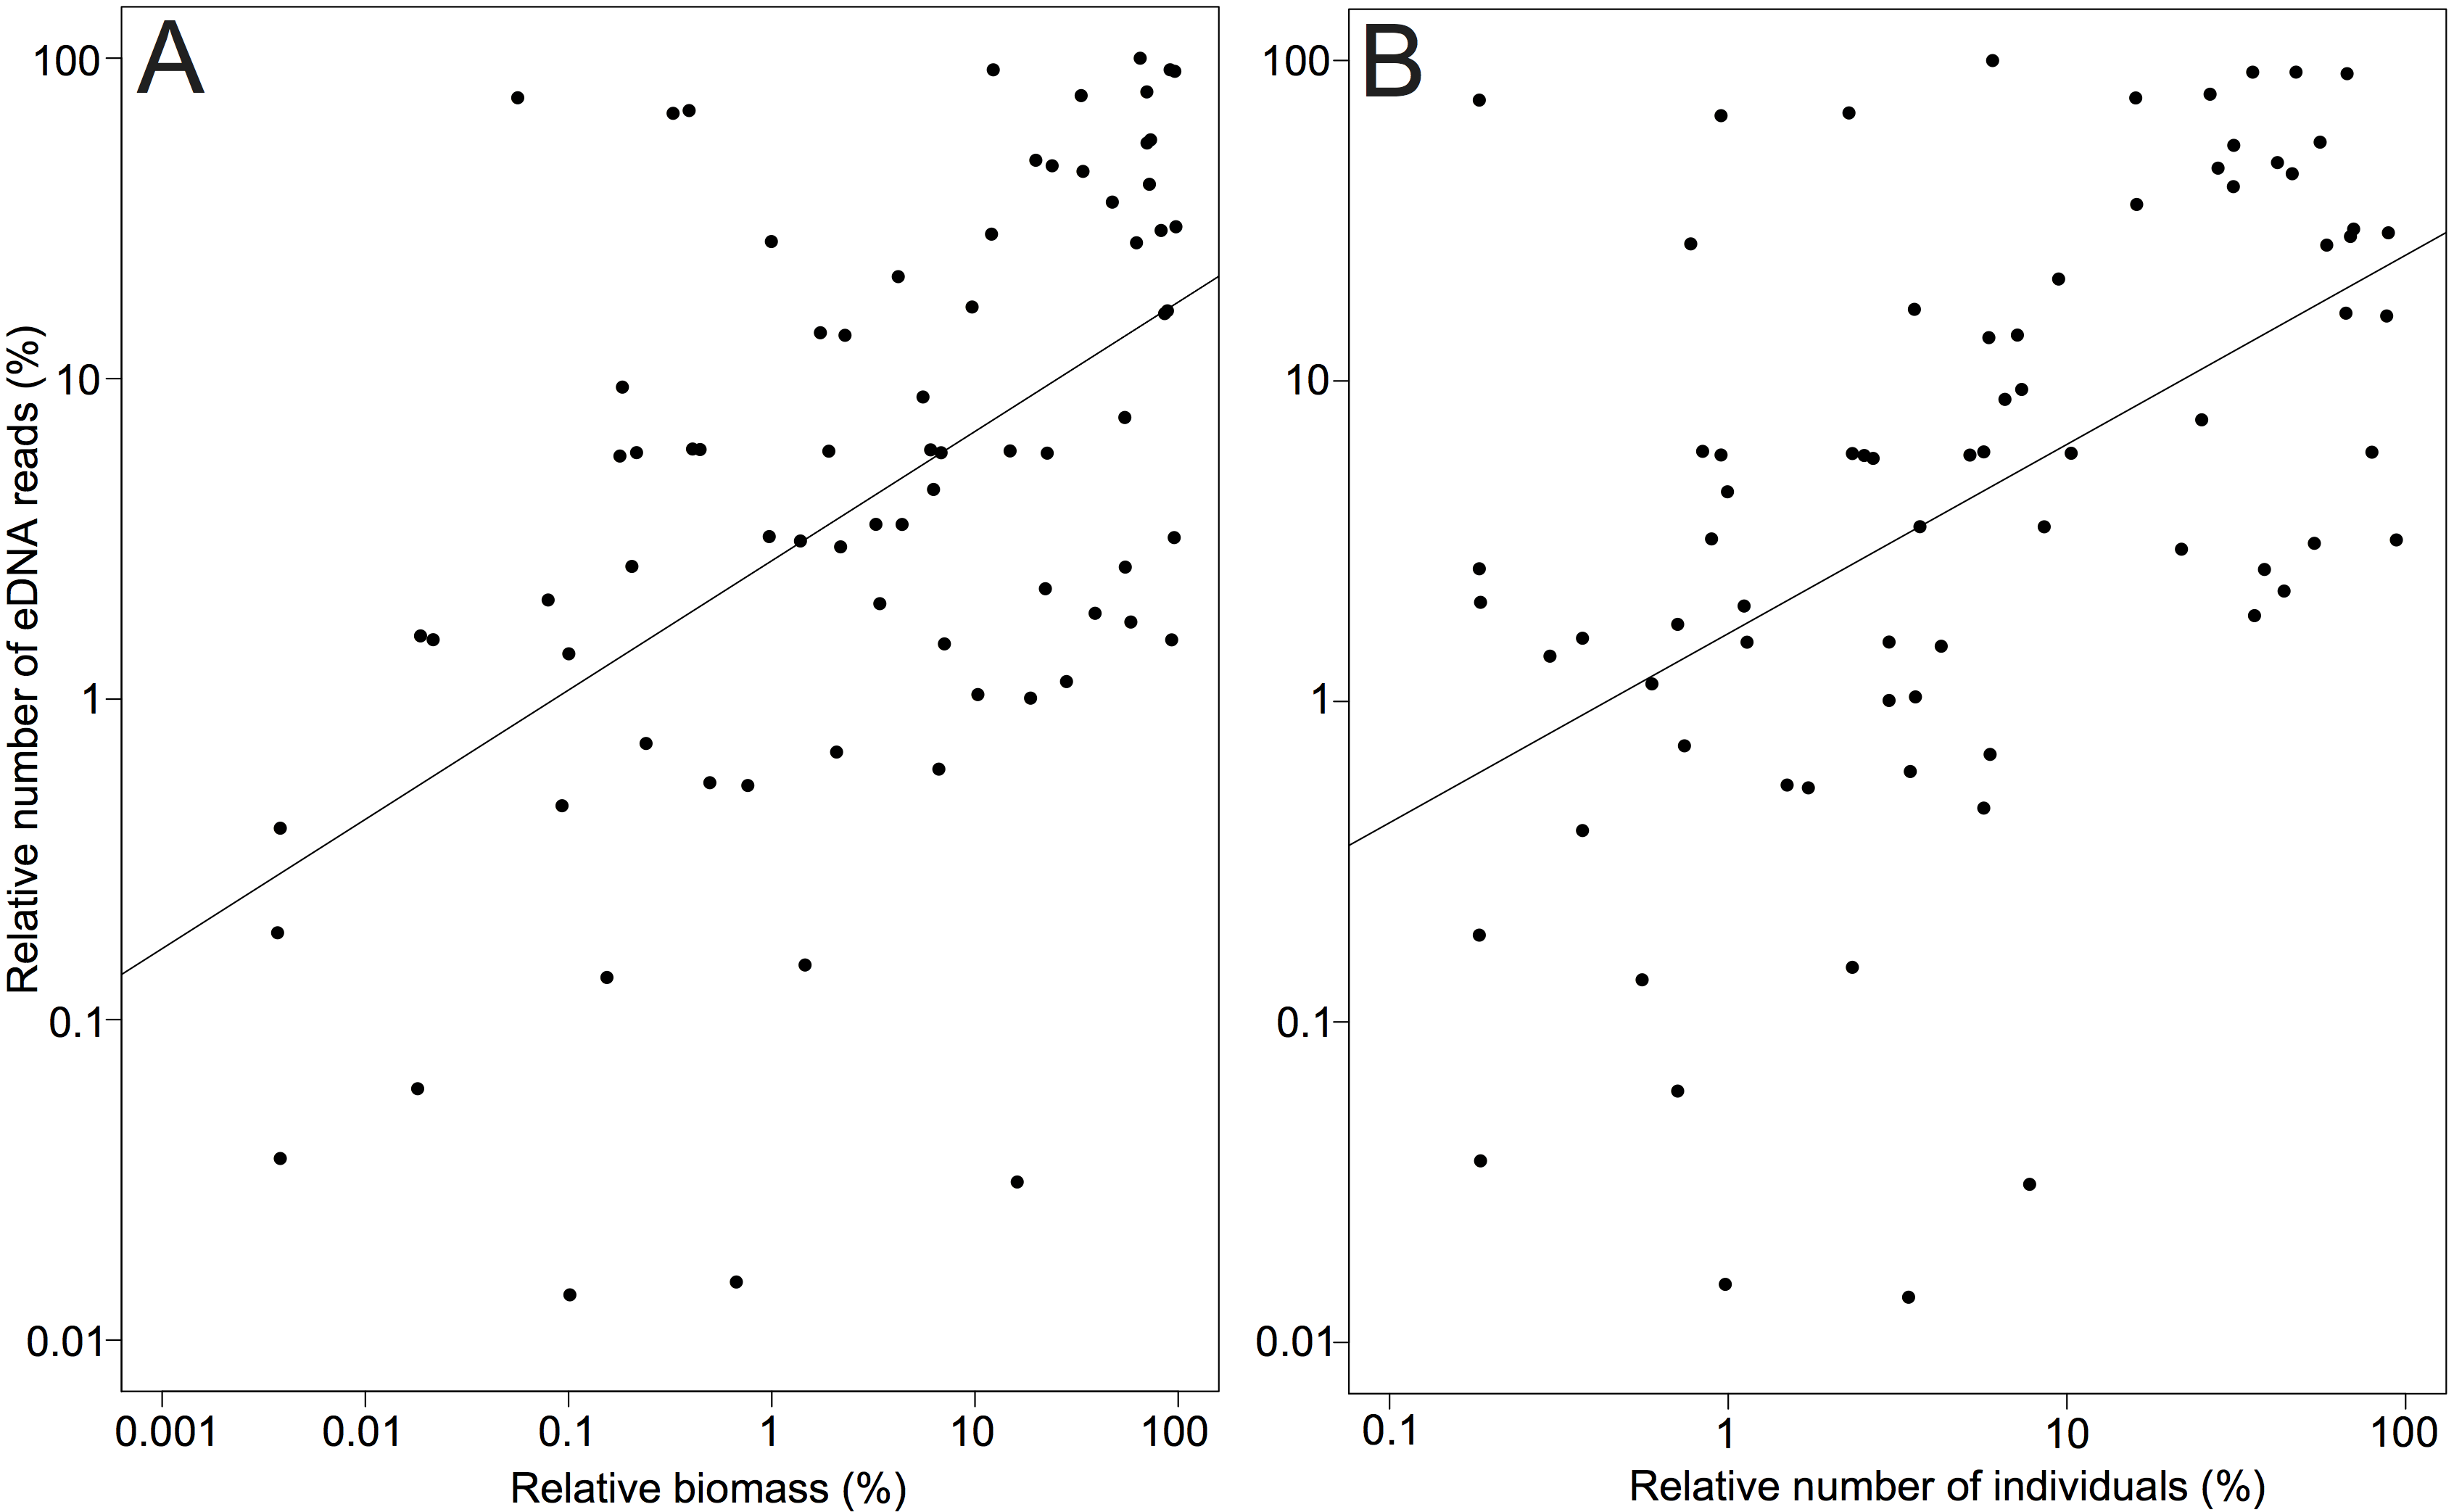 A
B
Relative number of eDNA reads (%)
100
10
1
0.1
0.01
100
10
1
0.1
0.01
0.001 0.01 0.1 1 10 100
0.1 1 10 100
Relative biomass (%)
Relative number of individuals (%)